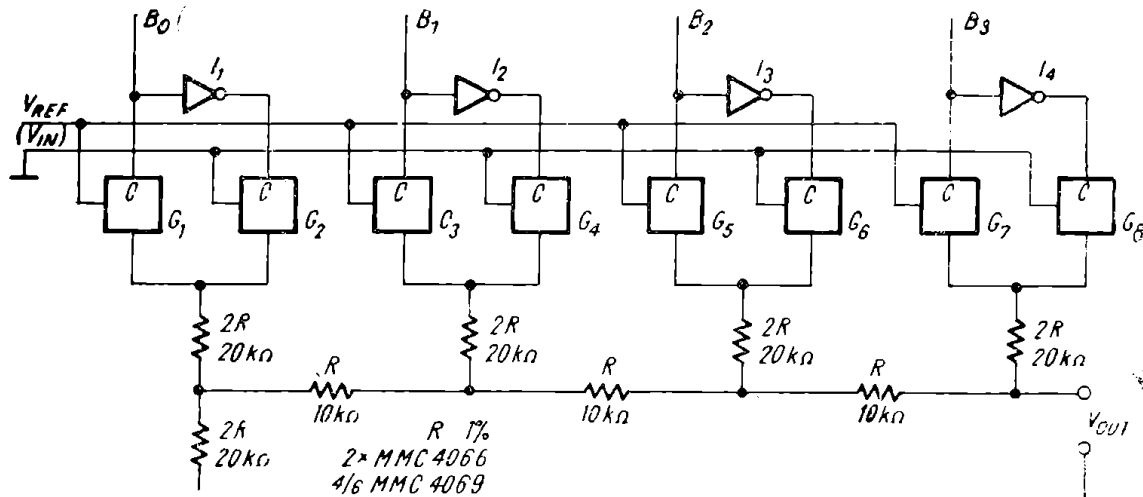 B0 B1 B2 B3
I1 I2 I3 I4
VREF
(VIN)
C C C C C C C C
G1 G2 C3 G4 G5 G6 G7 G8
2R 2R 2R 2R
20kΩ 20kΩ 20kΩ 20kΩ
R R R
10kΩ 10kΩ 10kΩ
VOUT
2R
20kΩ
R 1%
2× MMC 4066
4/6 MMC 4069